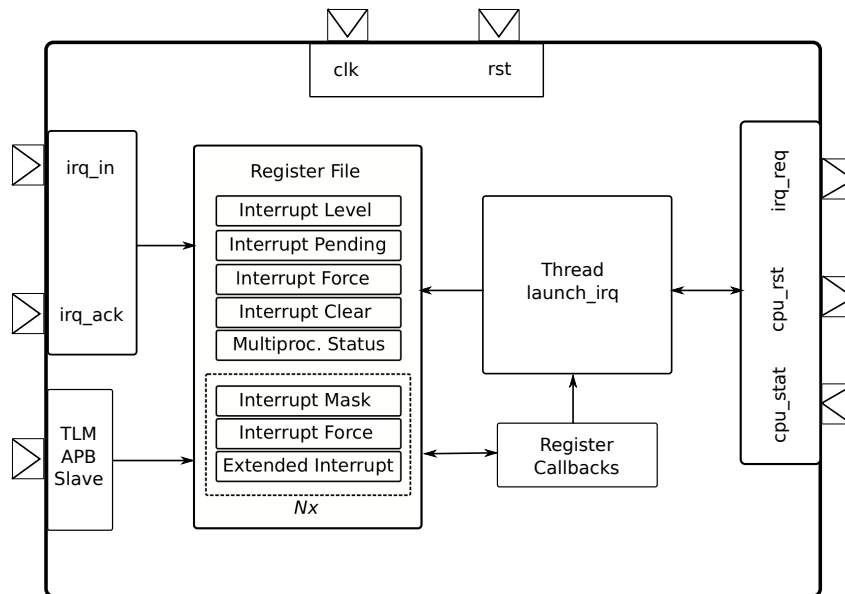 clk
rst
irq_in
irq_ack
TLM
APB
Slave
Register File
Interrupt Level
Interrupt Pending
Interrupt Force
Interrupt Clear
Multiproc. Status
Interrupt Mask
Interrupt Force
Extended Interrupt
Nx
Thread
launch_irq
Register
Callbacks
irq_req
cpu_rst
cpu_stat